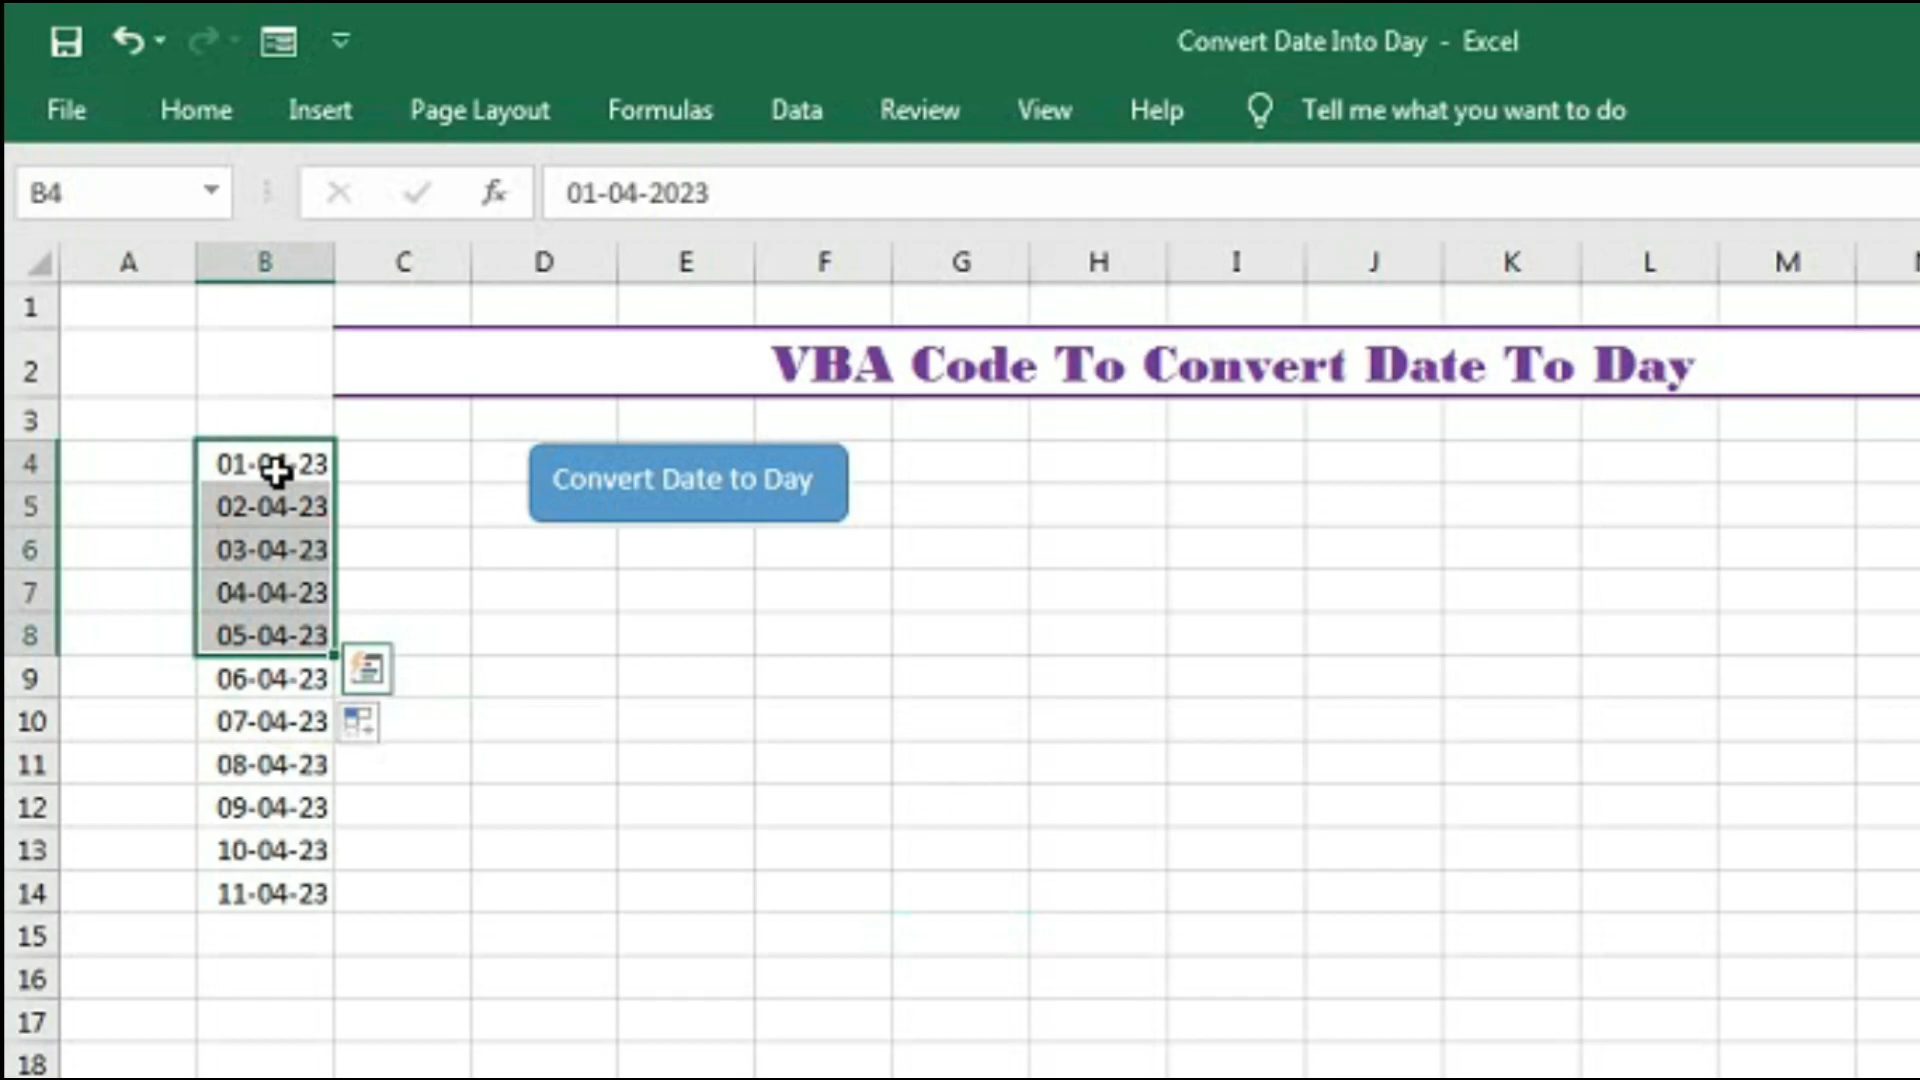 Convert Date Into Day - Excel
File Home Insert Page Layout Formulas Data Review View Help Tell me what you want to do
B4 fx 01-04-2023
A B C D E F G H I J K L M
1
2 VBA Code To Convert Date To Day
3
4 01-04-23 Convert Date to Day
5 02-04-23
6 03-04-23
7 04-04-23
8 05-04-23
9 06-04-23
10 07-04-23
11 08-04-23
12 09-04-23
13 10-04-23
14 11-04-23
15
16
17
18